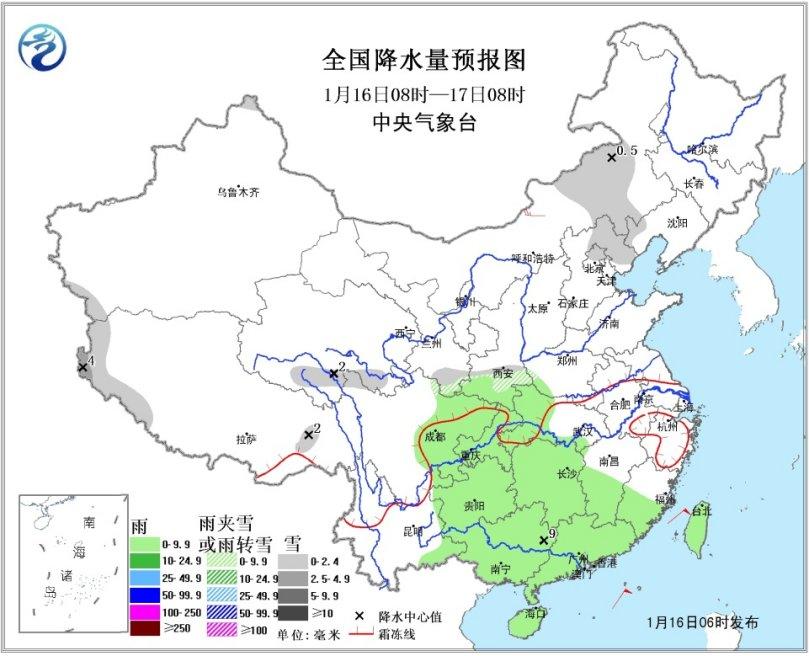 全国降水量预报图
1月16日08时—17日08时
中央气象台
0.5
哈尔滨
长春
乌鲁木齐
沈阳
呼和浩特
北京
天津
银川
太原
石家庄
西宁
兰州
济南
4
2
西安
郑州
合肥
南京
上海
2
拉萨
成都
武汉
杭州
重庆
南昌
长沙
贵阳
福州
昆明
9
台北
南宁
广州
香港
澳门
海口
南
海
诸
岛
雨
雨夹雪
或雨转雪
雪
0-9.9
0-9.9
0-2.4
10-24.9
10-24.9
2.5-4.9
25-49.9
25-49.9
5-9.9
50-99.9
50-99.9
≥10
100-250
≥100
≥250
单位:毫米
降水中心值
霜冻线
1月16日06时发布